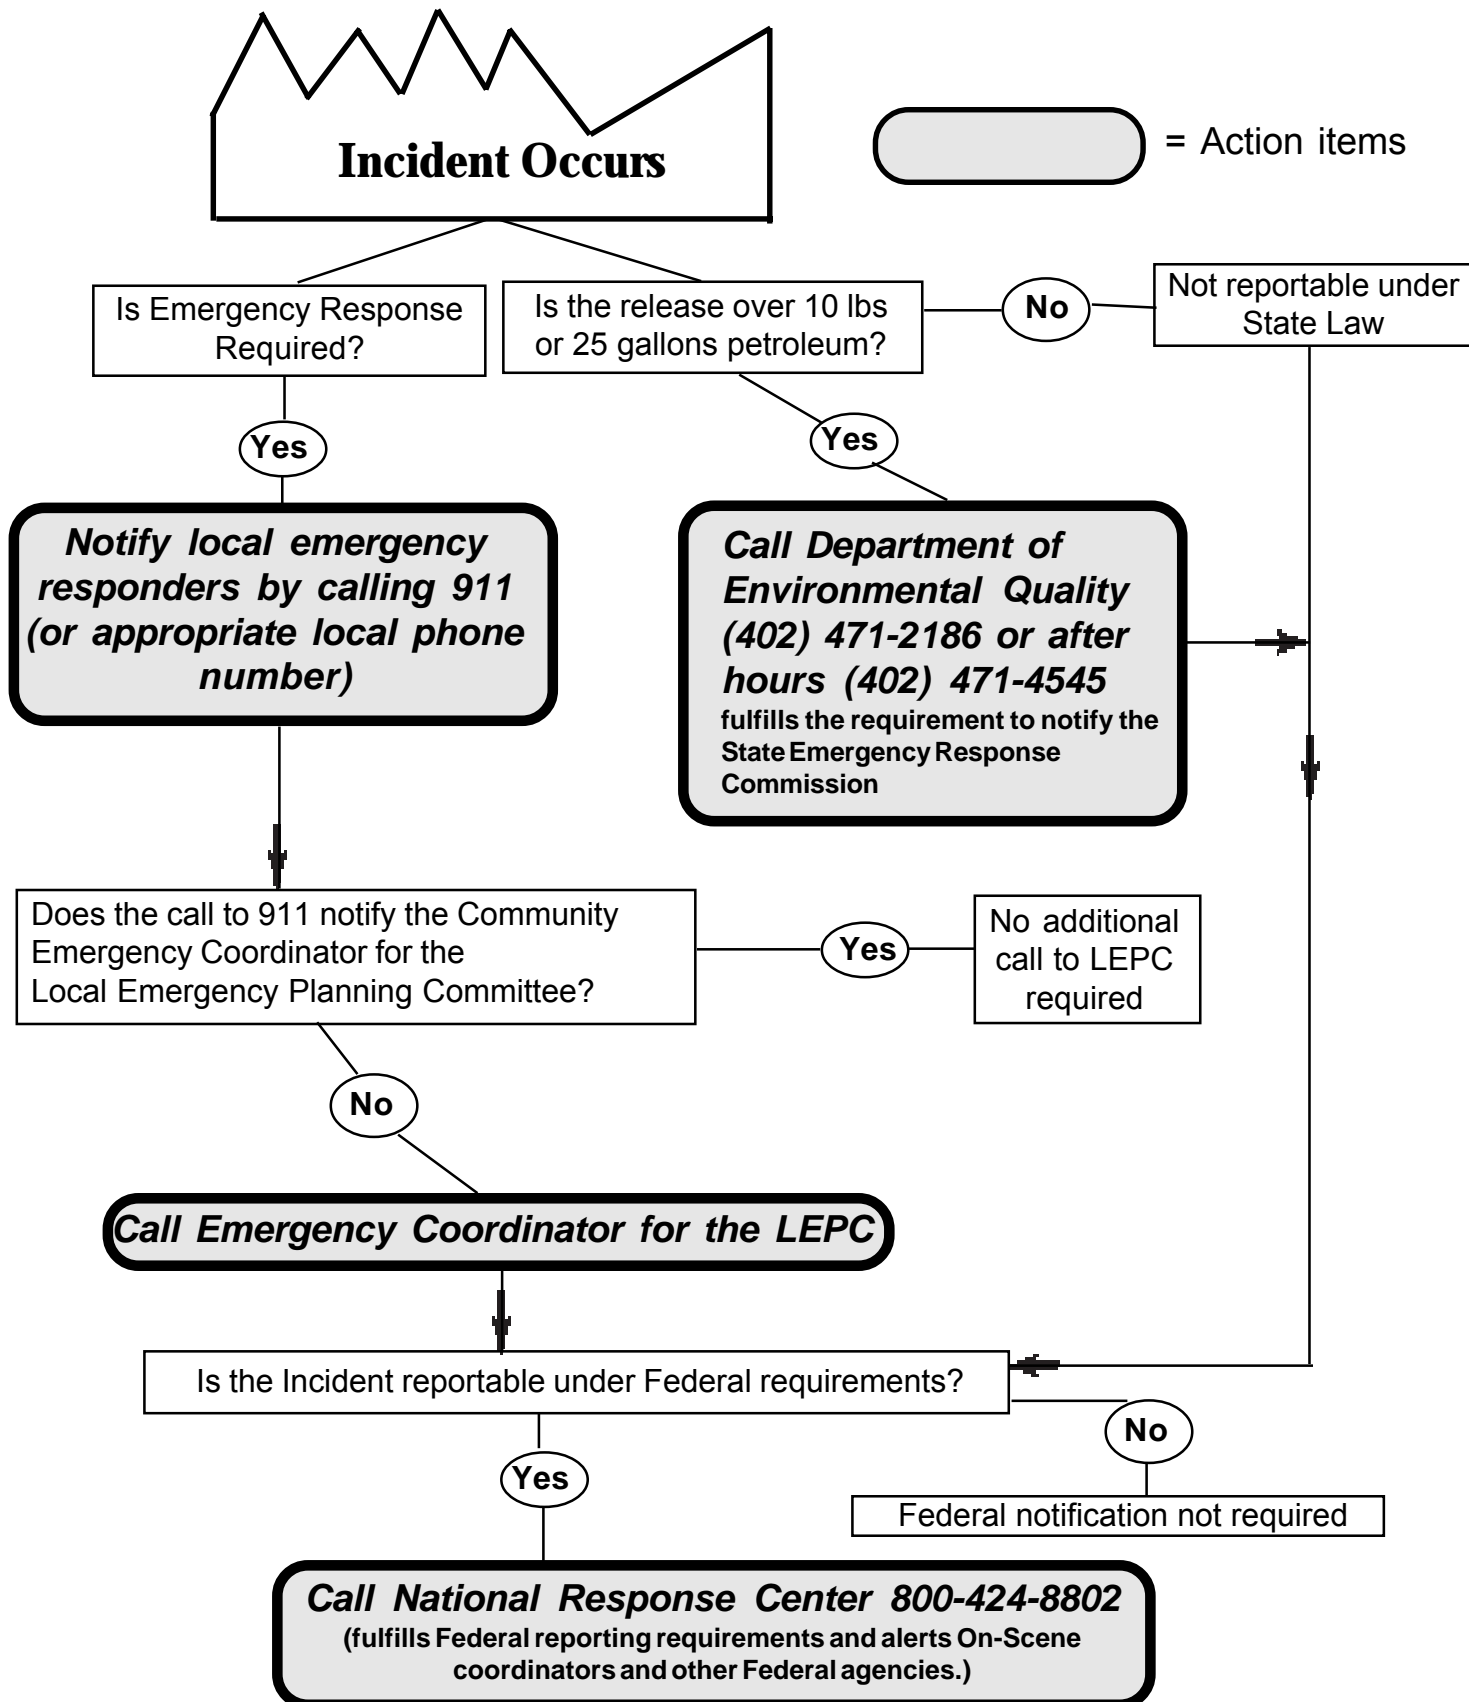 Incident Occurs
= Action items
Is Emergency Response
Required?
Is the release over 10 lbs
or 25 gallons petroleum?
No
Not reportable under
State Law
Yes
Yes
Notify local emergency
responders by calling 911
(or appropriate local phone
number)
Call Department of
Environmental Quality
(402) 471-2186 or after
hours (402) 471-4545
fulfills the requirement to notify the
State Emergency Response
Commission
Does the call to 911 notify the Community
Emergency Coordinator for the
Local Emergency Planning Committee?
Yes
No additional
call to LEPC
required
No
Call Emergency Coordinator for the LEPC
Is the Incident reportable under Federal requirements?
No
Yes
Federal notification not required
Call National Response Center 800-424-8802
(fulfills Federal reporting requirements and alerts On-Scene
coordinators and other Federal agencies.)